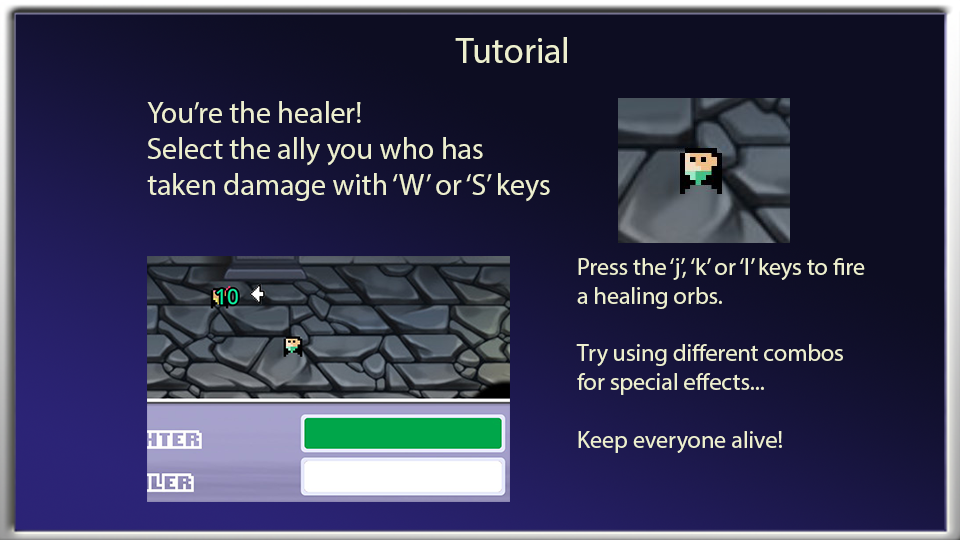 Tutorial
You're the healer!
Select the ally you who has
taken damage with ‘W’ or ‘S’ keys
10
HTER
LER
Press the ‘j’, ‘k’ or ‘l’ keys to fire
a healing orbs.
Try using different combos
for special effects...
Keep everyone alive!